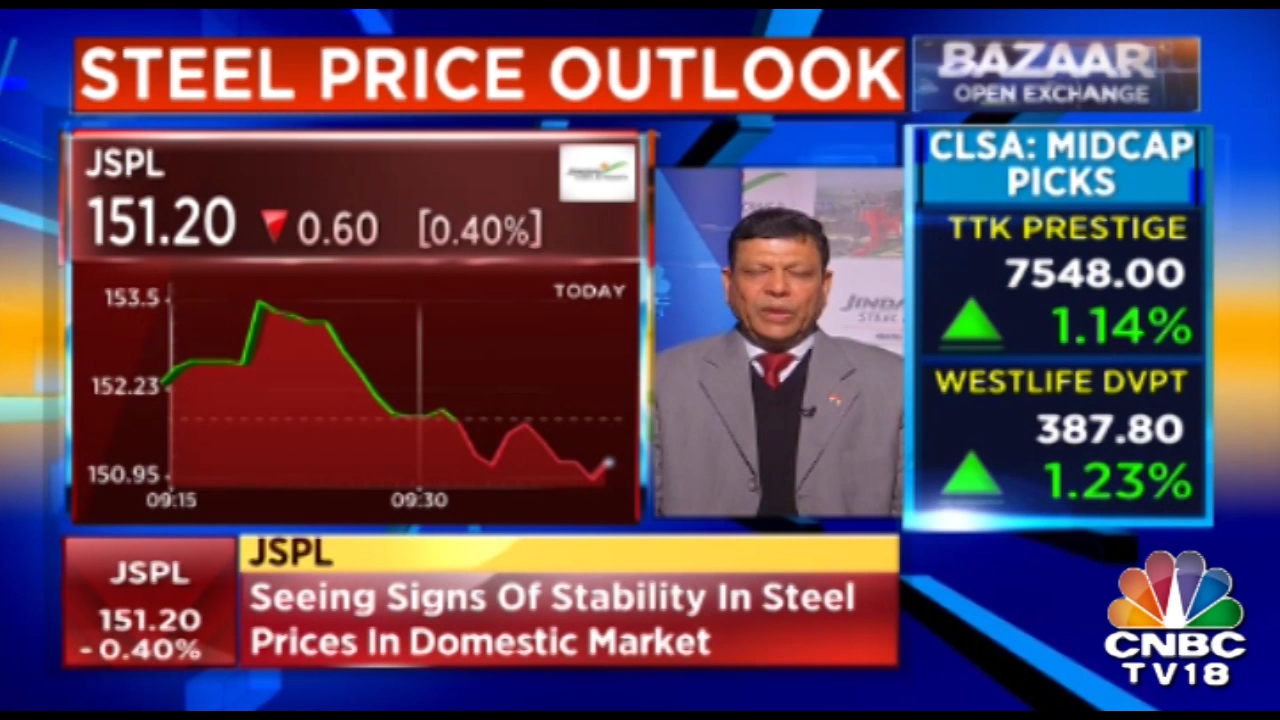 STEEL PRICE OUTLOOK
BAZAAR
OPEN EXCHANGE
JSPL
151.20 ▼ 0.60 [0.40%]
TODAY
153.5
152.23
150.95
09:15 09:30
JINDA
STEEL
CLSA: MIDCAP
PICKS
TTK PRESTIGE
7548.00
▲ 1.14%
WESTLIFE DVPT
387.80
▲ 1.23%
JSPL
151.20
- 0.40%
JSPL
Seeing Signs Of Stability In Steel
Prices In Domestic Market
CNBC
TV18